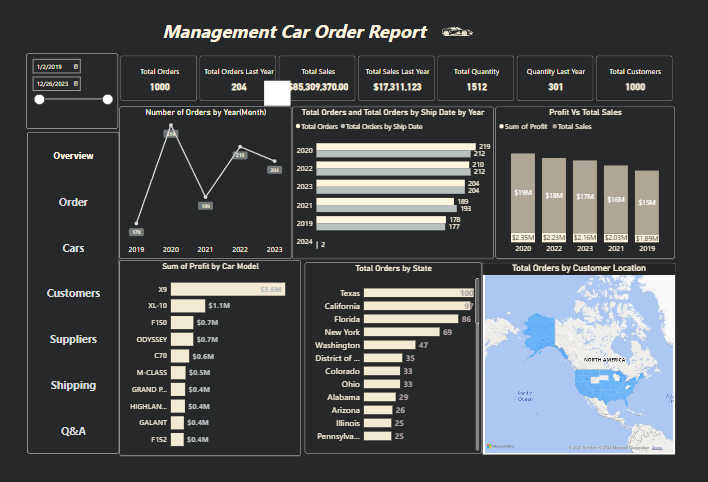 Management Car Order Report
1/2/2019
12/26/2023
Total Orders
1000
Total Orders Last Year
204
Total Sales
$85,309,370.00
Total Sales Last Year
$17,311.123
Total Quantity
1512
Quantity Last Year
301
Total Customers
1000
Overview
Order
Cars
Customers
Suppliers
Shipping
Q&A
Number of Orders by Year(Month)
219
210
204
189
178
2019 2020 2021 2022 2023
Total Orders and Total Orders by Ship Date by Year
Total Orders Total Orders by Ship Date
2020 219
212
2022 210
212
2023 204
204
2021 189
193
2019 178
177
2024 2
Profit Vs Total Sales
Sum of Profit Total Sales
$19M $18M $17M $16M $15M
$2.35M $2.23M $2.16M $2.03M $1.89M
2020 2022 2023 2021 2019
Sum of Profit by Car Model
X9 $3.6M
XL-10 $1.1M
F150 $0.7M
ODYSSEY $0.7M
C70 $0.6M
M-CLASS $0.5M
GRAND P... $0.4M
HIGHLAN... $0.4M
GALANT $0.4M
F152 $0.4M
Total Orders by State
Texas 100
California 97
Florida 86
New York 69
Washington 47
District of ... 35
Colorado 33
Ohio 33
Alabama 29
Arizona 26
Illinois 25
Pennsylva... 25
Total Orders by Customer Location
NORTH AMERICA
Pacific
Ocean